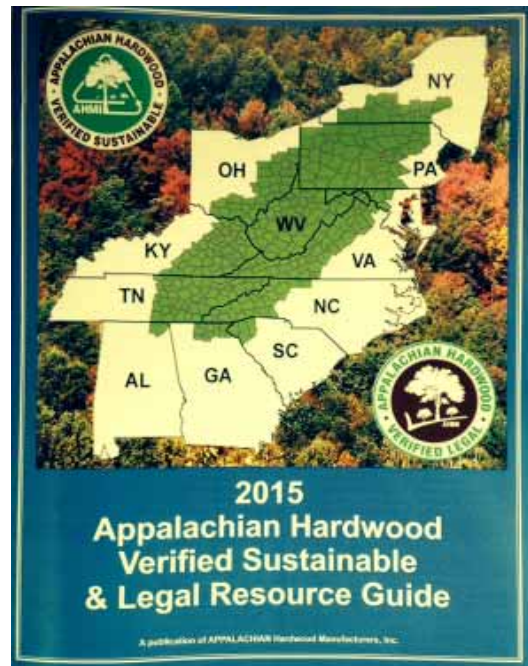 APPALACHIAN HARDWOOD
AHMI
VERIFIED SUSTAINABLE
NY
OH
PA
WV
KY
VA
TN
NC
SC
AL
GA
APPALACHIAN HARDWOOD
VERIFIED LEGAL
2015
Appalachian Hardwood
Verified Sustainable
& Legal Resource Guide
A publication of APPALACHIAN Hardwood Manufacturers, Inc.